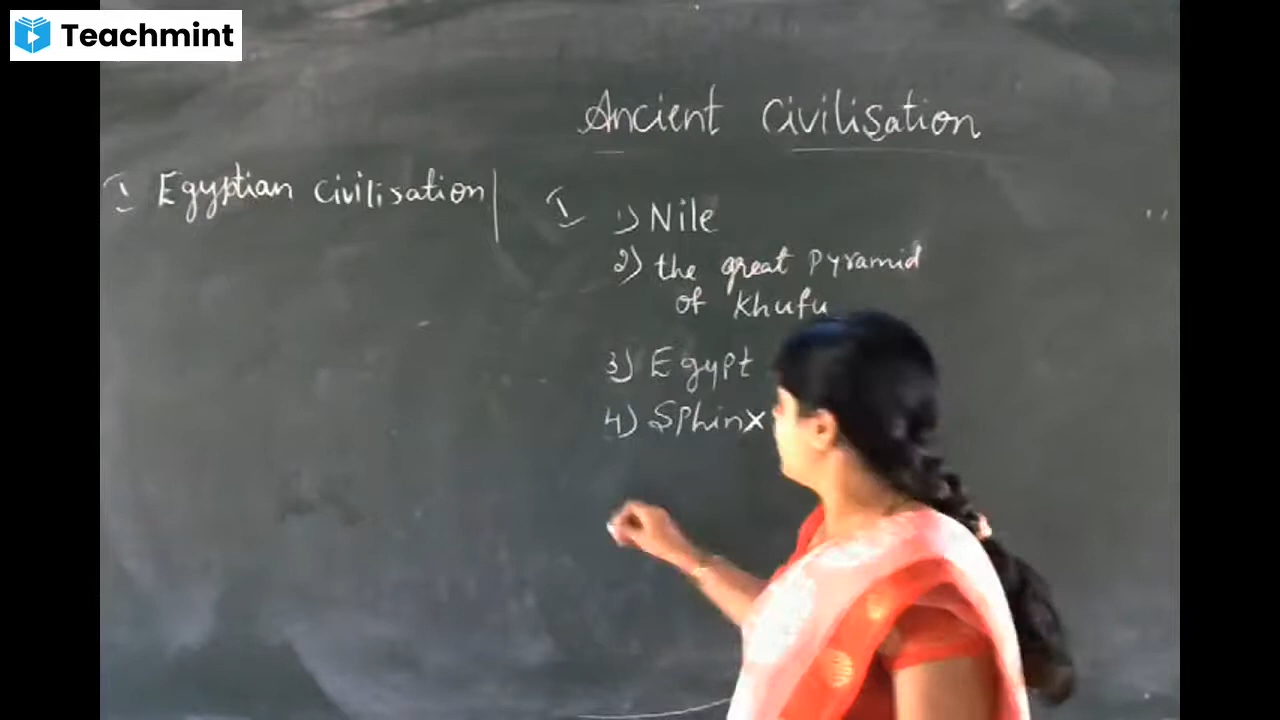 Teachmint
Ancient Civilisation
I Egyptian Civilisation
I 1) Nile
2) the great Pyramid
of Khufu
3) Egypt
4) Sphinx